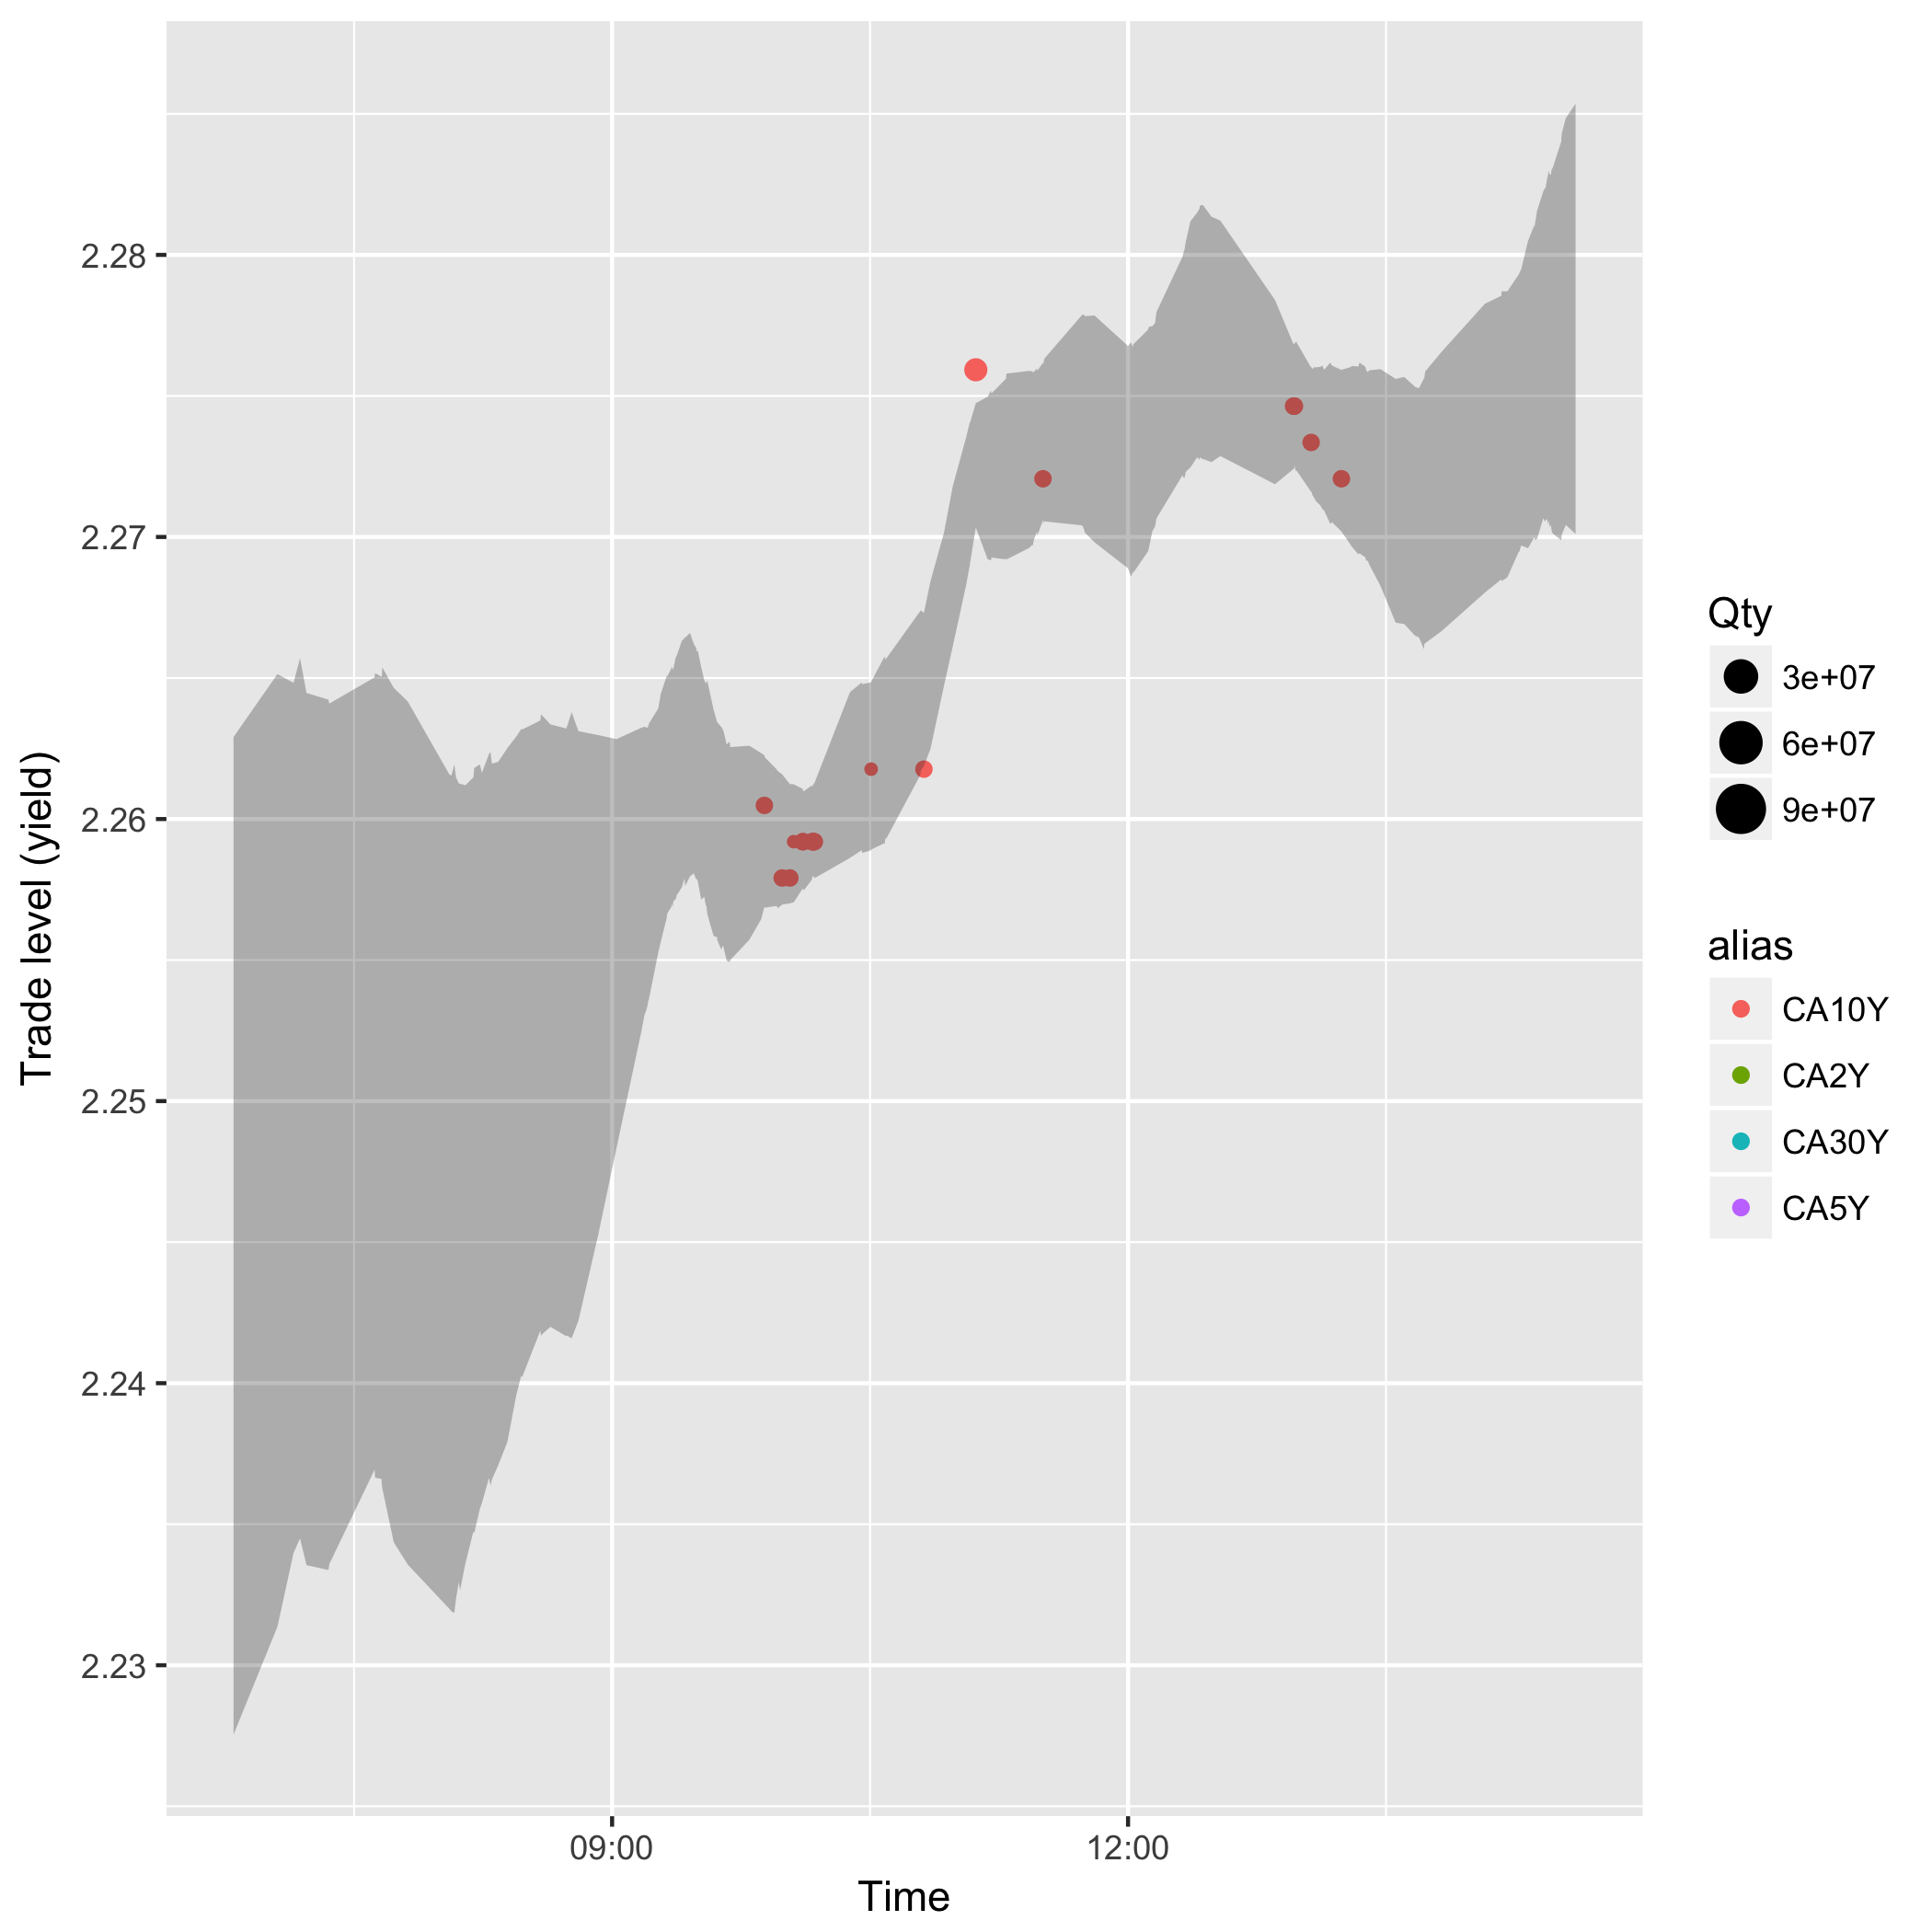 Trade level (yield)
2.28
2.27
2.26
2.25
2.24
2.23
09:00
12:00
Time
Qty
3e+07
6e+07
9e+07
alias
CA10Y
CA2Y
CA30Y
CA5Y